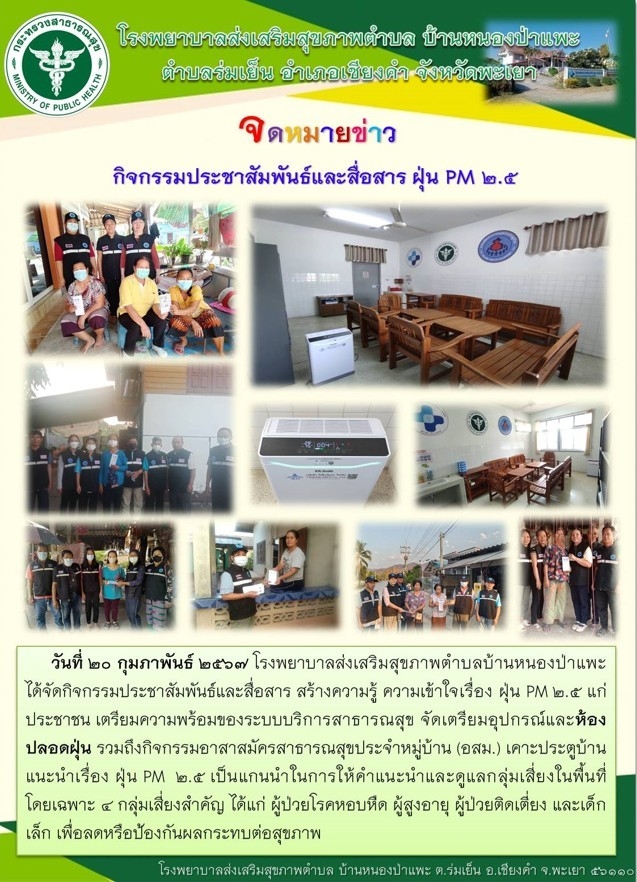 กระทรวงสาธารณสุข
MINISTRY OF PUBLIC HEALTH
โรงพยาบาลส่งเสริมสุขภาพตำบล บ้านหนองป่าแพะ
ตำบลร่มเย็น อำเภอเชียงคำ จังหวัดพะเยา
จดหมายข่าว
กิจกรรมประชาสัมพันธ์และสื่อสาร ฝุ่น PM ๒.๕
วันที่ ๒๐ กุมภาพันธ์ ๒๕๖๗ โรงพยาบาลส่งเสริมสุขภาพตำบลบ้านหนองป่าแพะ
ได้จัดกิจกรรมประชาสัมพันธ์และสื่อสาร สร้างความรู้ ความเข้าใจเรื่อง ฝุ่น PM ๒.๕ แก่
ประชาชน เตรียมความพร้อมของระบบบริการสาธารณสุข จัดเตรียมอุปกรณ์และห้อง
ปลอดฝุ่น รวมถึงกิจกรรมอาสาสมัครสาธารณสุขประจำหมู่บ้าน (อสม.) เคาะประตูบ้าน
แนะนำเรื่อง ฝุ่น PM ๒.๕ เป็นแกนนำในการให้คำแนะนำและดูแลกลุ่มเสี่ยงในพื้นที่
โดยเฉพาะ ๔ กลุ่มเสี่ยงสำคัญ ได้แก่ ผู้ป่วยโรคหอบหืด ผู้สูงอายุ ผู้ป่วยติดเตี่ยง และเด็ก
เล็ก เพื่อลดหรือป้องกันผลกระทบต่อสุขภาพ
โรงพยาบาลส่งเสริมสุขภาพตำบล บ้านหนองป่าแพะ ต.ร่มเย็น อ.เชียงคำ จ.พะเยา ๕๖๑๑๐